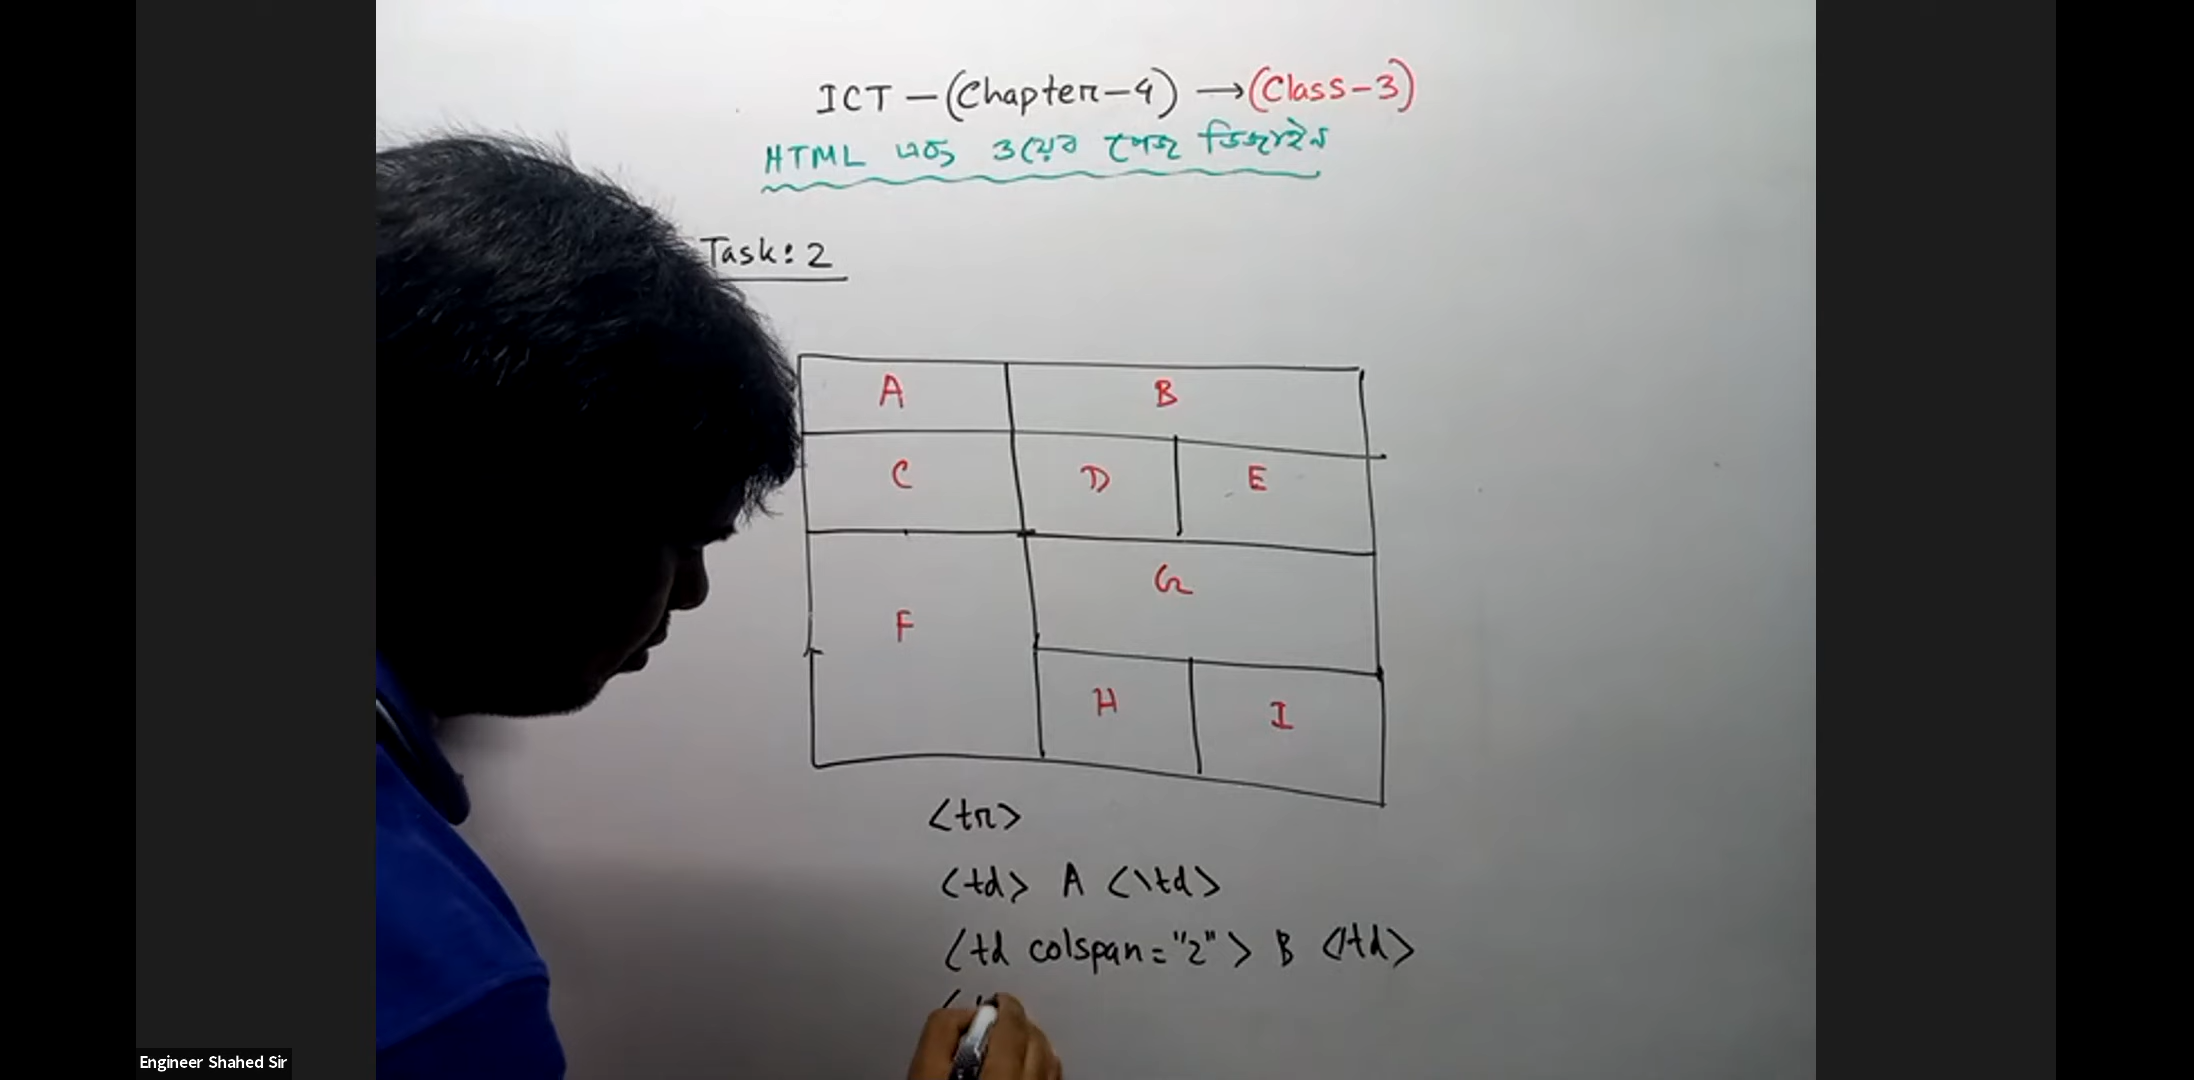 ICT – (Chapter – 4) → (Class – 3)
HTML এবং ওয়েব পেজ ডিজাইন
Task: 2
A B
C D E
G
F
H I
<tr>
<td> A <\td>
<td colspan = "2" > B </td>
Engineer Shahed Sir